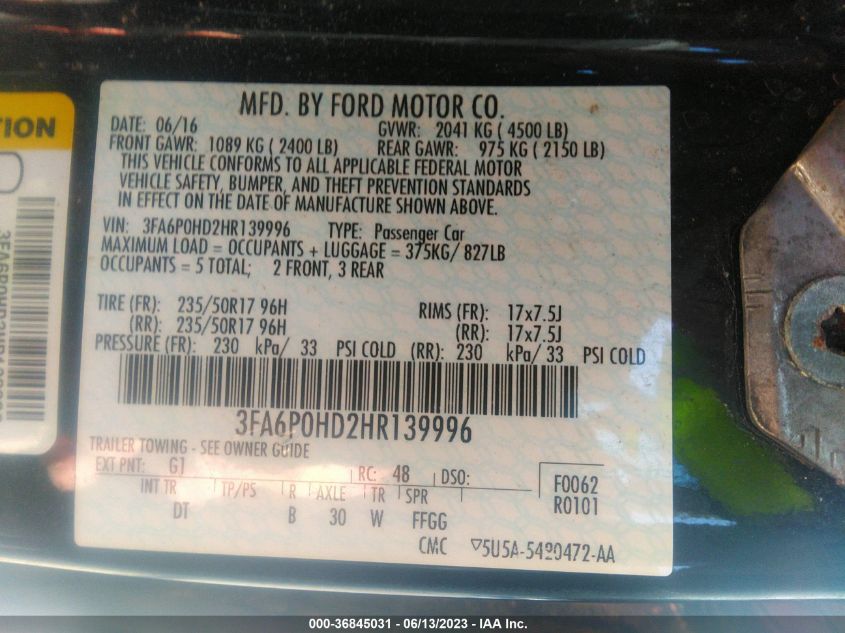 TION
MFD. BY FORD MOTOR CO.
DATE: 06/16 GVWR: 2041 KG ( 4500 LB)
FRONT GAWR: 1089 KG ( 2400 LB) REAR GAWR: 975 KG ( 2150 LB)
THIS VEHICLE CONFORMS TO ALL APPLICABLE FEDERAL MOTOR
VEHICLE SAFETY, BUMPER, AND THEFT PREVENTION STANDARDS
IN EFFECT ON THE DATE OF MANUFACTURE SHOWN ABOVE.
VIN: 3FA6P0HD2HR139996 TYPE: Passenger Car
MAXIMUM LOAD = OCCUPANTS + LUGGAGE = 375KG/ 827LB
OCCUPANTS = 5 TOTAL; 2 FRONT, 3 REAR
TIRE (FR): 235/50R17 96H RIMS (FR): 17x7.5J
(RR): 235/50R17 96H (RR): 17x7.5J
PRESSURE (FR): 230 kPa/ 33 PSI COLD (RR): 230 kPa/ 33 PSI COLD
3FA6P0HD2HR139996
TRAILER TOWING - SEE OWNER GUIDE
EXT PNT: G1 RC: 48 DSO: F0062
INT TR TP/PS R AXLE TR SPR R0101
DT B 30 W FFGG
CMC ▽5U5A-5420472-AA
000-36845031 - 06/13/2023 - IAA Inc.